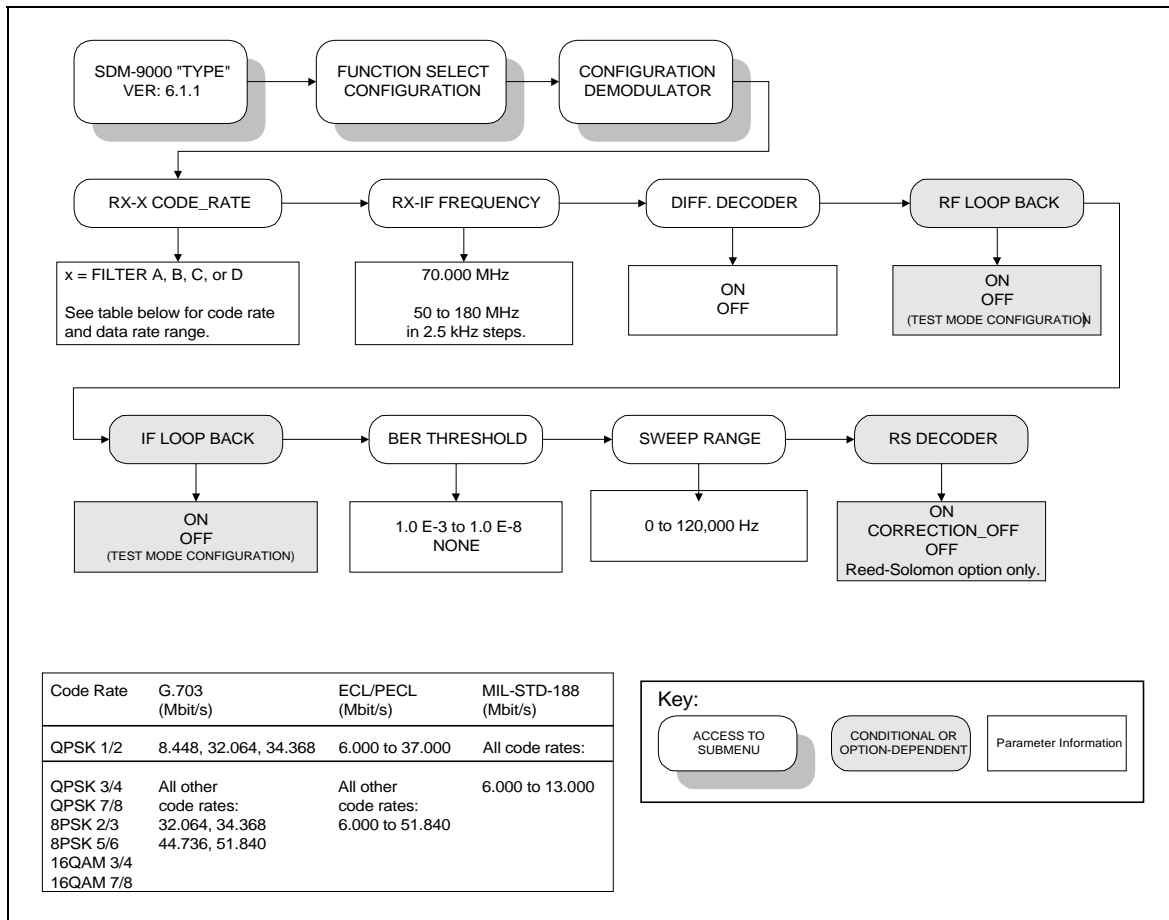 SDM-9000 "TYPE"
VER: 6.1.1
FUNCTION SELECT
CONFIGURATION
CONFIGURATION
DEMODULATOR
RX-X CODE_RATE
RX-IF FREQUENCY
DIFF. DECODER
RF LOOP BACK
x = FILTER A, B, C, or D
See table below for code rate
and data rate range.
70.000 MHz
50 to 180 MHz
in 2.5 kHz steps.
ON
OFF
ON
OFF
(TEST MODE CONFIGURATION)
IF LOOP BACK
BER THRESHOLD
SWEEP RANGE
RS DECODER
ON
OFF
(TEST MODE CONFIGURATION)
1.0 E-3 to 1.0 E-8
NONE
0 to 120,000 Hz
ON
CORRECTION_OFF
OFF
Reed-Solomon option only.
Code Rate G.703 ECL/PECL MIL-STD-188
(Mbit/s) (Mbit/s) (Mbit/s)
QPSK 1/2 8.448, 32.064, 34.368 6.000 to 37.000 All code rates:
QPSK 3/4 All other All other 6.000 to 13.000
QPSK 7/8 code rates: code rates:
8PSK 2/3 32.064, 34.368 6.000 to 51.840
8PSK 5/6 44.736, 51.840
16QAM 3/4
16QAM 7/8
Key:
ACCESS TO
SUBMENU
CONDITIONAL OR
OPTION-DEPENDENT
Parameter Information